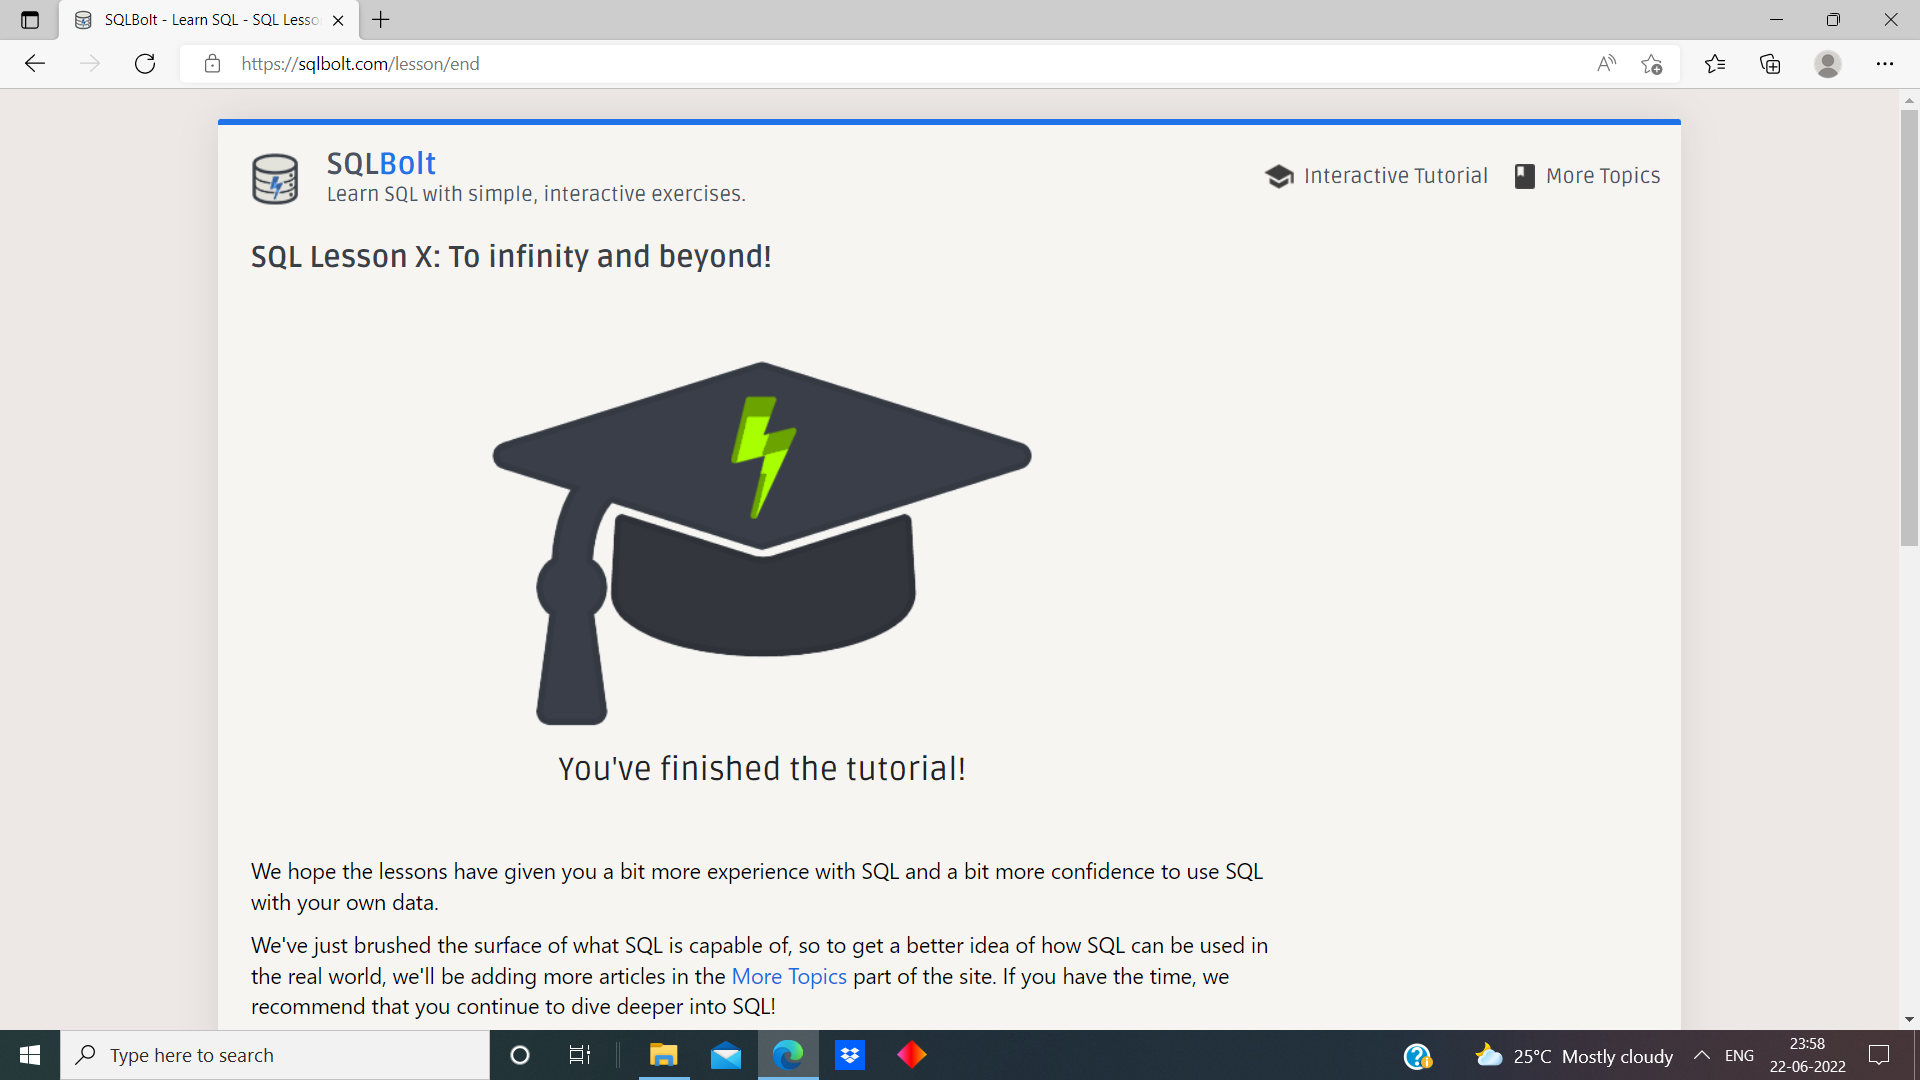 SQLBolt - Learn SQL - SQL Lesso
https://sqlbolt.com/lesson/end
SQLBolt
Learn SQL with simple, interactive exercises.
Interactive Tutorial
More Topics
SQL Lesson X: To infinity and beyond!
You've finished the tutorial!
We hope the lessons have given you a bit more experience with SQL and a bit more confidence to use SQL
with your own data.
We've just brushed the surface of what SQL is capable of, so to get a better idea of how SQL can be used in
the real world, we'll be adding more articles in the More Topics part of the site. If you have the time, we
recommend that you continue to dive deeper into SQL!
Type here to search
25°C Mostly cloudy
ENG
23:58
22-06-2022